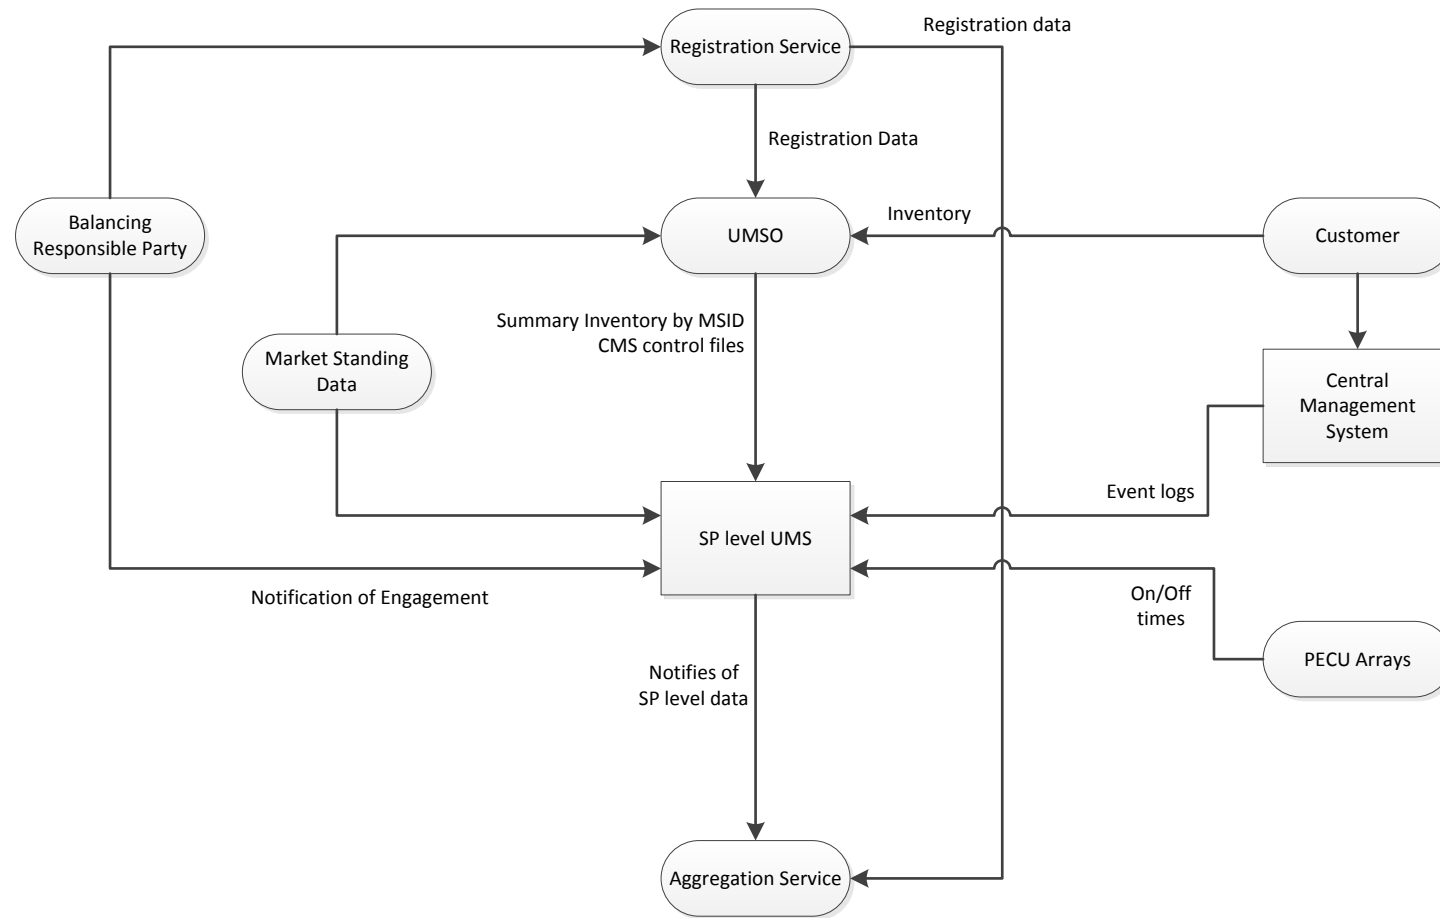 Registration data
Registration Service
Registration Data
Balancing
Responsible Party
UMSO
Inventory
Customer
Summary Inventory by MSID
CMS control files
Market Standing
Data
Central
Management
System
Event logs
SP level UMS
Notification of Engagement
On/Off
times
PECU Arrays
Notifies of
SP level data
Aggregation Service